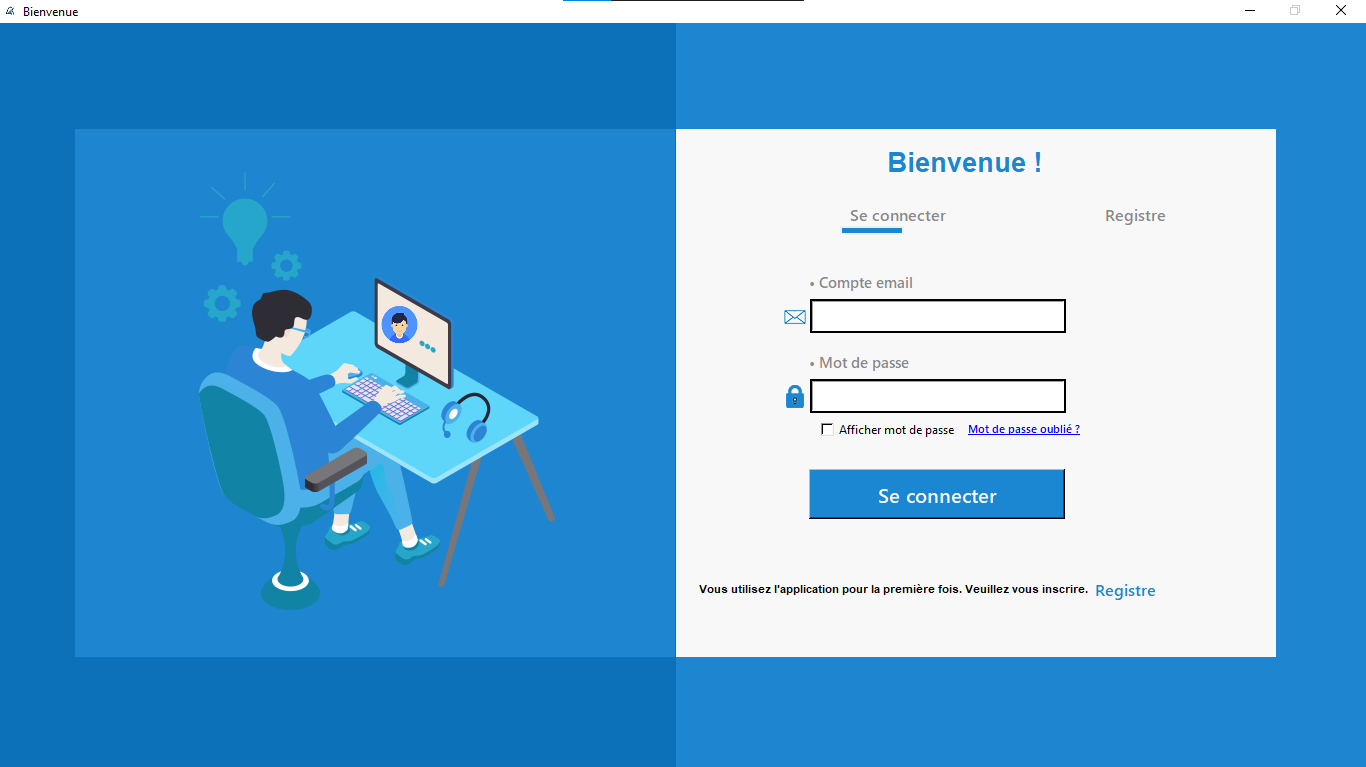 Bienvenue
Bienvenue !
Se connecter Registre
• Compte email
• Mot de passe
Afficher mot de passe Mot de passe oublié ?
Se connecter
Vous utilisez l'application pour la première fois. Veuillez vous inscrire. Registre